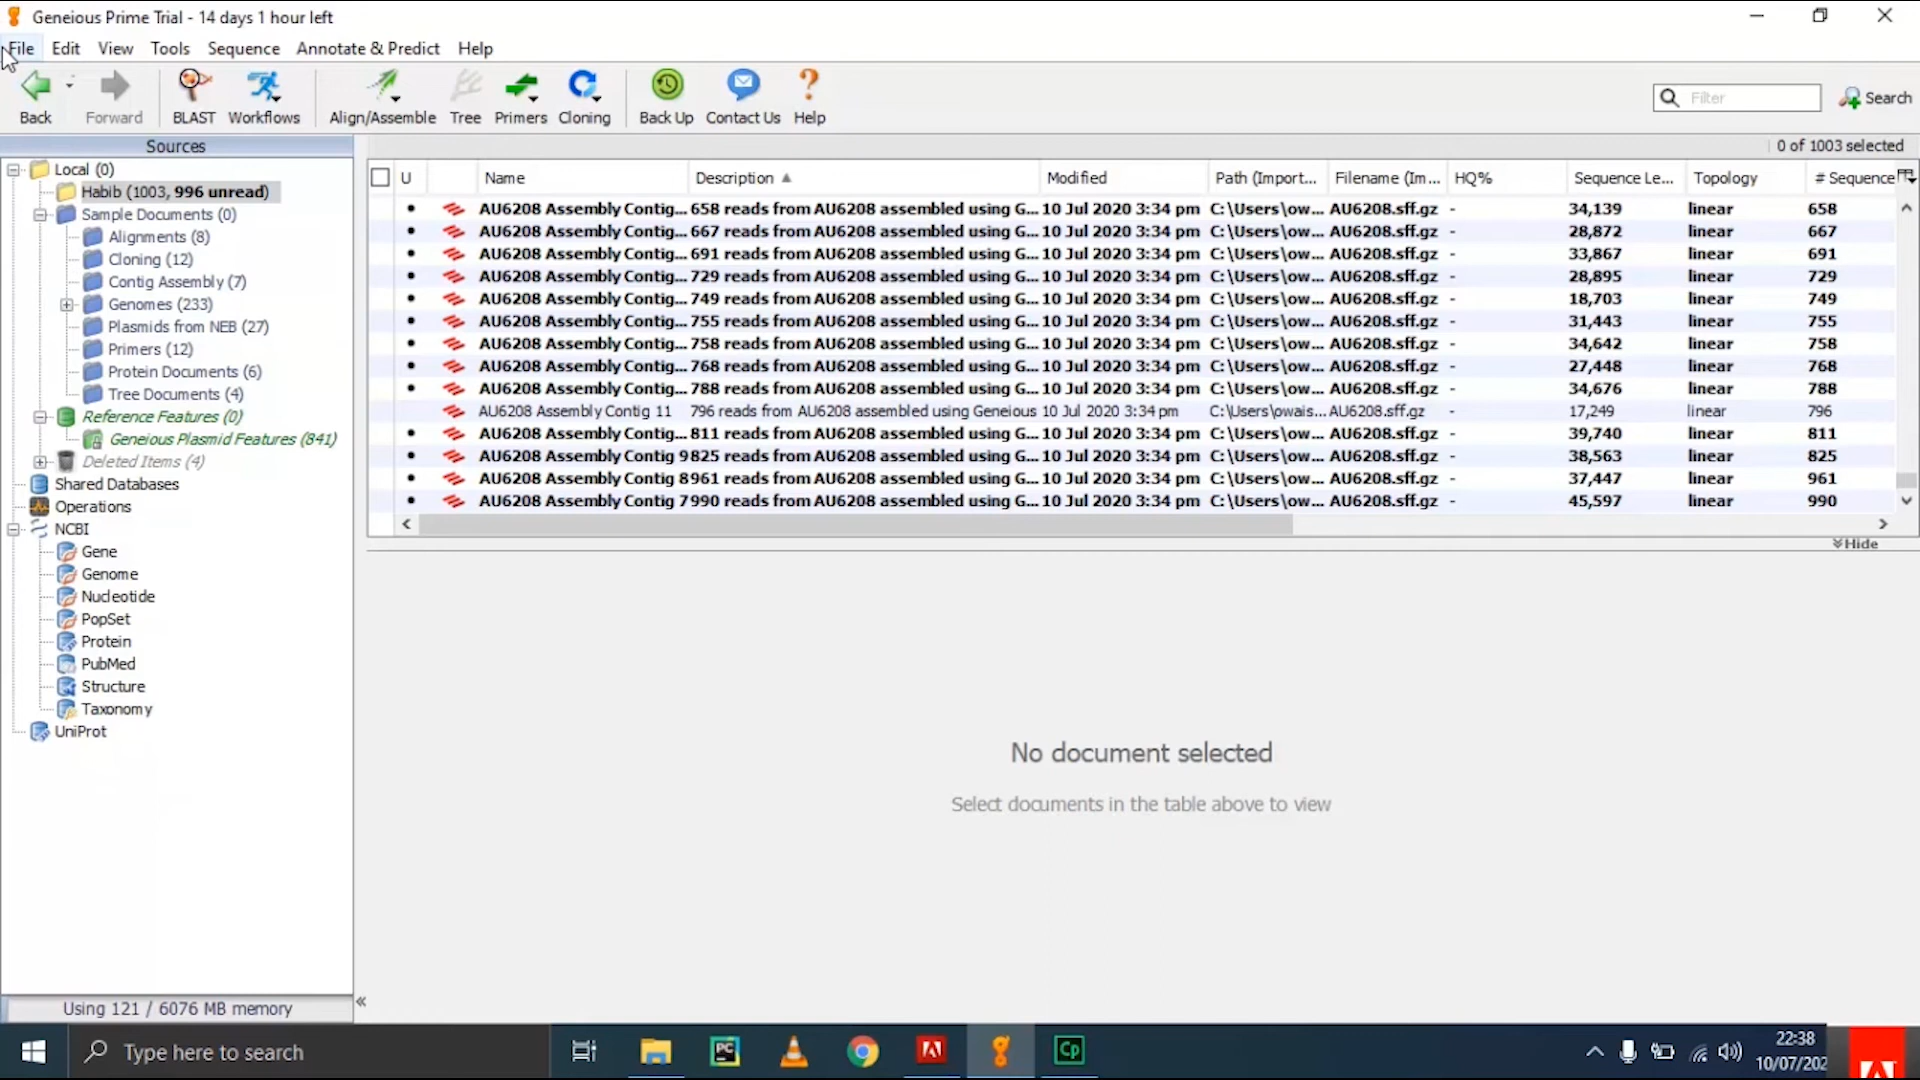 Geneious Prime Trial - 14 days 1 hour left
File Edit View Tools Sequence Annotate & Predict Help
Back Forward BLAST Workflows Align/Assemble Tree Primers Cloning Back Up Contact Us Help Filter Search
Sources
0 of 1003 selected
Local (0)
Habib (1003, 996 unread)
Sample Documents (0)
Alignments (8)
Cloning (12)
Contig Assembly (7)
Genomes (233)
Plasmids from NEB (27)
Primers (12)
Protein Documents (6)
Tree Documents (4)
Reference Features (0)
Geneious Plasmid Features (841)
Deleted Items (4)
Shared Databases
Operations
NCBI
Gene
Genome
Nucleotide
PopSet
Protein
PubMed
Structure
Taxonomy
UniProt
Using 121 / 6076 MB memory
U Name Description Modified Path (Import... Filename (Im... HQ% Sequence Le... Topology # Sequence
AU6208 Assembly Contig... 658 reads from AU6208 assembled using G... 10 Jul 2020 3:34 pm C:\Users\ow... AU6208.sff.gz - 34,139 linear 658
AU6208 Assembly Contig... 667 reads from AU6208 assembled using G... 10 Jul 2020 3:34 pm C:\Users\ow... AU6208.sff.gz - 28,872 linear 667
AU6208 Assembly Contig... 691 reads from AU6208 assembled using G... 10 Jul 2020 3:34 pm C:\Users\ow... AU6208.sff.gz - 33,867 linear 691
AU6208 Assembly Contig... 729 reads from AU6208 assembled using G... 10 Jul 2020 3:34 pm C:\Users\ow... AU6208.sff.gz - 28,895 linear 729
AU6208 Assembly Contig... 749 reads from AU6208 assembled using G... 10 Jul 2020 3:34 pm C:\Users\ow... AU6208.sff.gz - 18,703 linear 749
AU6208 Assembly Contig... 755 reads from AU6208 assembled using G... 10 Jul 2020 3:34 pm C:\Users\ow... AU6208.sff.gz - 31,443 linear 755
AU6208 Assembly Contig... 758 reads from AU6208 assembled using G... 10 Jul 2020 3:34 pm C:\Users\ow... AU6208.sff.gz - 34,642 linear 758
AU6208 Assembly Contig... 768 reads from AU6208 assembled using G... 10 Jul 2020 3:34 pm C:\Users\ow... AU6208.sff.gz - 27,448 linear 768
AU6208 Assembly Contig... 788 reads from AU6208 assembled using G... 10 Jul 2020 3:34 pm C:\Users\ow... AU6208.sff.gz - 34,676 linear 788
AU6208 Assembly Contig 11 796 reads from AU6208 assembled using Geneious 10 Jul 2020 3:34 pm C:\Users\owais... AU6208.sff.gz - 17,249 linear 796
AU6208 Assembly Contig... 811 reads from AU6208 assembled using G... 10 Jul 2020 3:34 pm C:\Users\ow... AU6208.sff.gz - 39,740 linear 811
AU6208 Assembly Contig 9 825 reads from AU6208 assembled using G... 10 Jul 2020 3:34 pm C:\Users\ow... AU6208.sff.gz - 38,563 linear 825
AU6208 Assembly Contig 8 961 reads from AU6208 assembled using G... 10 Jul 2020 3:34 pm C:\Users\ow... AU6208.sff.gz - 37,447 linear 961
AU6208 Assembly Contig 7 990 reads from AU6208 assembled using G... 10 Jul 2020 3:34 pm C:\Users\ow... AU6208.sff.gz - 45,597 linear 990
Hide
No document selected
Select documents in the table above to view
Type here to search
PC
Cp
22:38
10/07/202